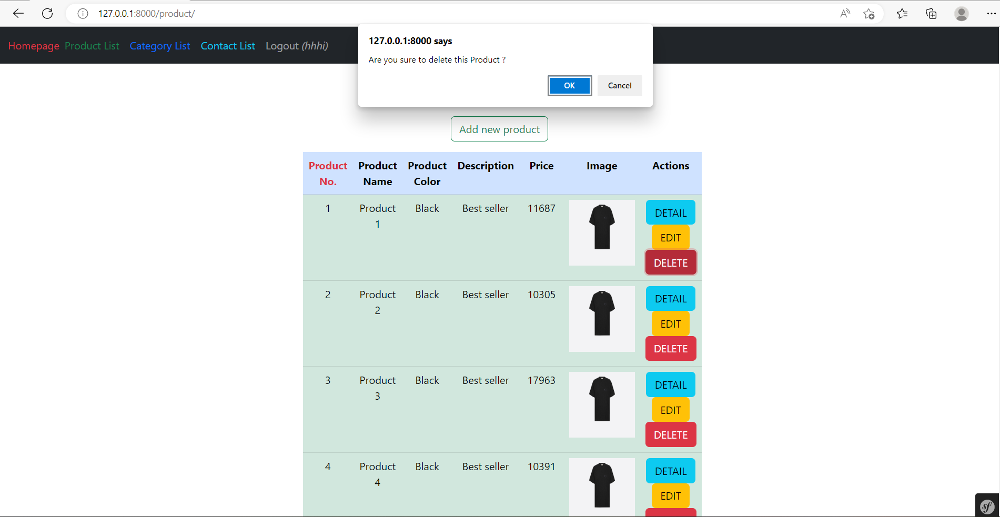 127.0.0.1:8000/product/
Homepage Product List Category List Contact List Logout (hhhi)
127.0.0.1:8000 says
Are you sure to delete this Product ?
OK Cancel
Add new product
Product No. Product Name Product Color Description Price Image Actions
1 Product 1 Black Best seller 11687 DETAIL
EDIT
DELETE
2 Product 2 Black Best seller 10305 DETAIL
EDIT
DELETE
3 Product 3 Black Best seller 17963 DETAIL
EDIT
DELETE
4 Product 4 Black Best seller 10391 DETAIL
EDIT
sf